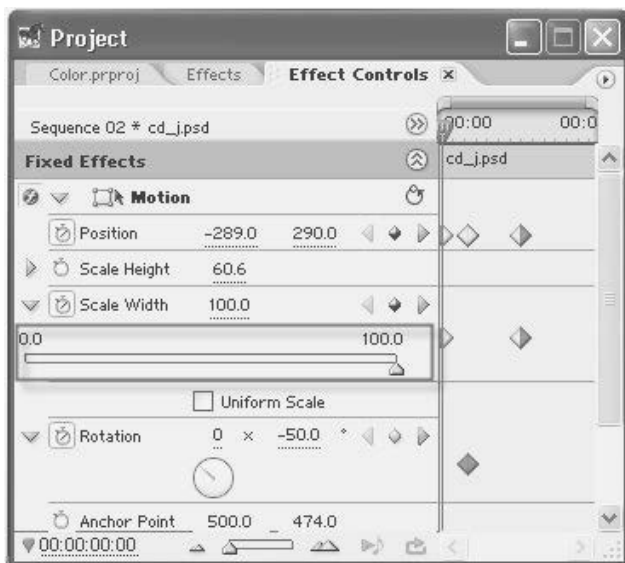 Project
Color.prproj Effects Effect Controls
Sequence 02 * cd_j.psd 00:00 00:0
Fixed Effects cd_j.psd
Motion
Position -289.0 290.0
Scale Height 60.6
Scale Width 100.0
0.0 100.0
Uniform Scale
Rotation 0 x -50.0 °
Anchor Point 500.0 474.0
00:00:00:00